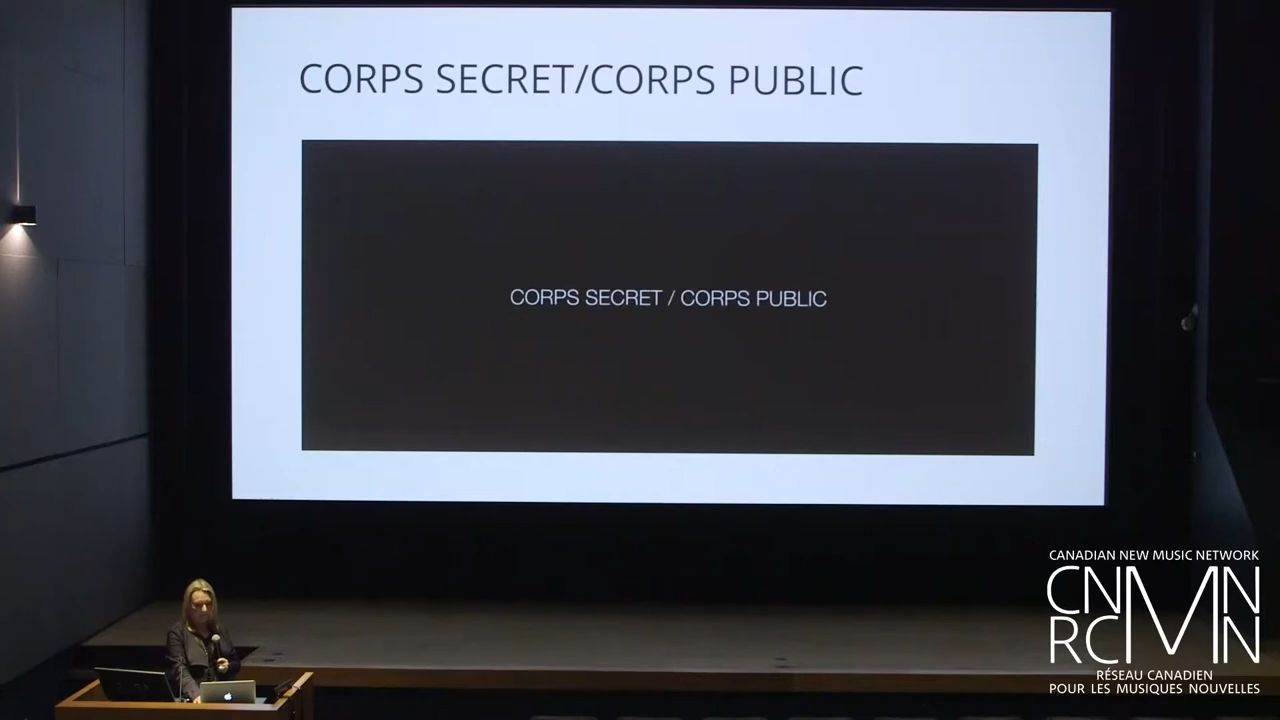 CORPS SECRET/CORPS PUBLIC
CORPS SECRET / CORPS PUBLIC
CANADIAN NEW MUSIC NETWORK
CNMN
RCMN
RÉSEAU CANADIEN
POUR LES MUSIQUES NOUVELLES